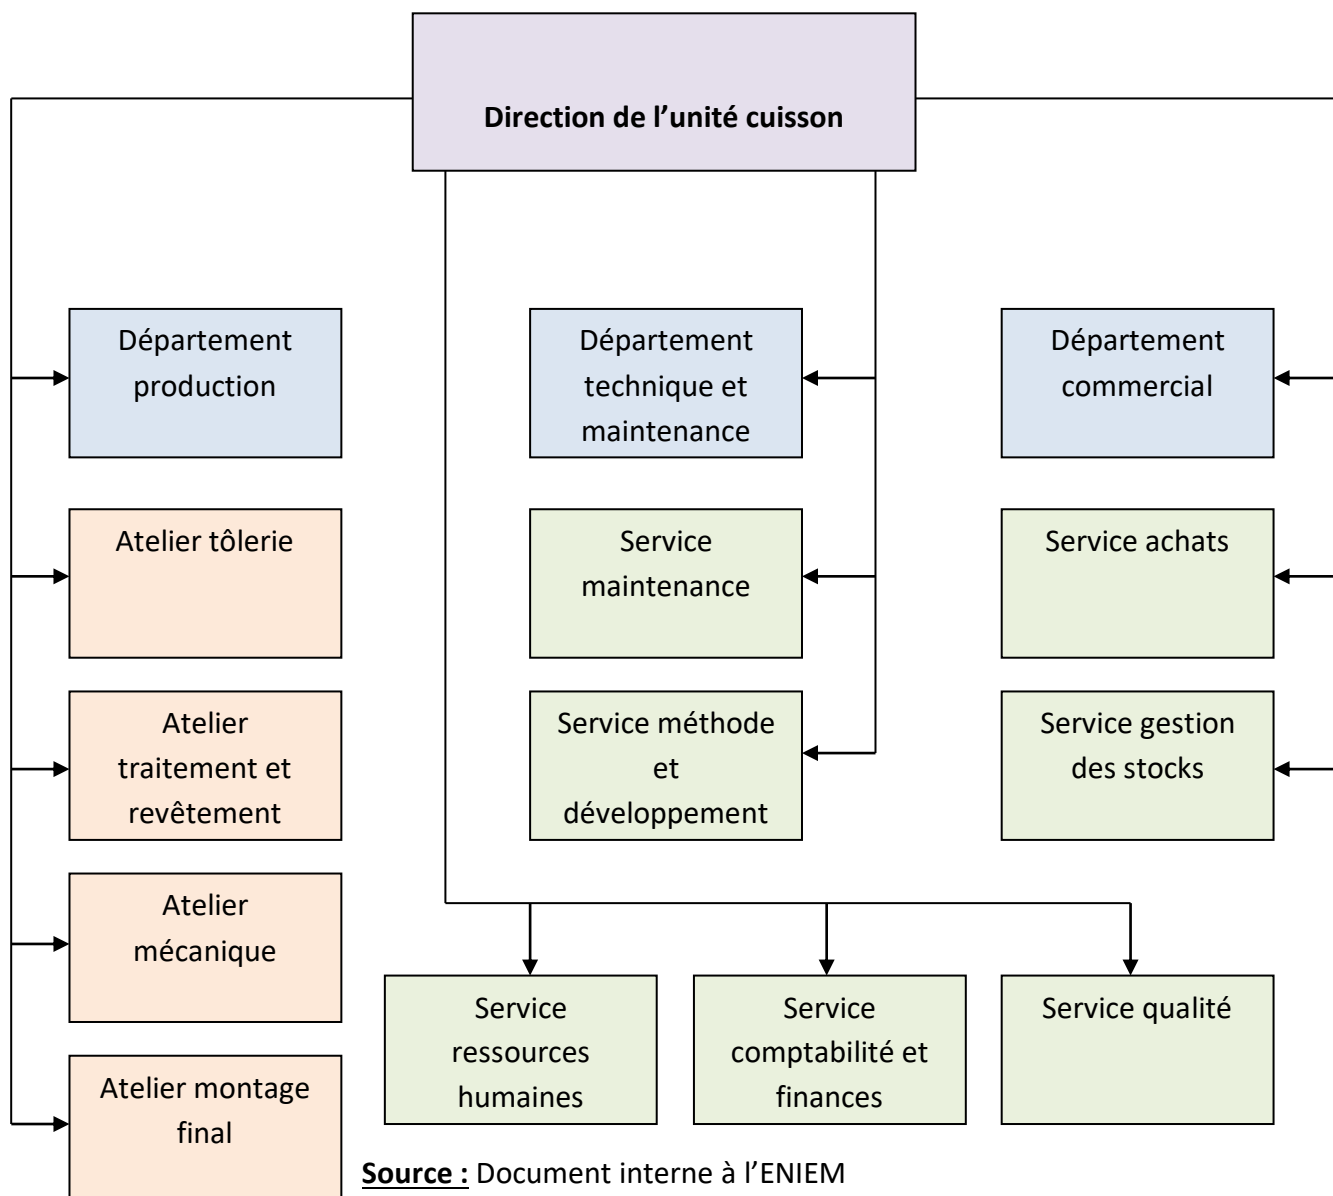 Direction de l’unité cuisson
Département
production
Département
technique et
maintenance
Département
commercial
Atelier tôlerie
Service
maintenance
Service achats
Atelier
traitement et
revêtement
Service méthode
et
développement
Service gestion
des stocks
Atelier
mécanique
Service
ressources
humaines
Service
comptabilité et
finances
Service qualité
Atelier montage
final
Source : Document interne à l’ENIEM